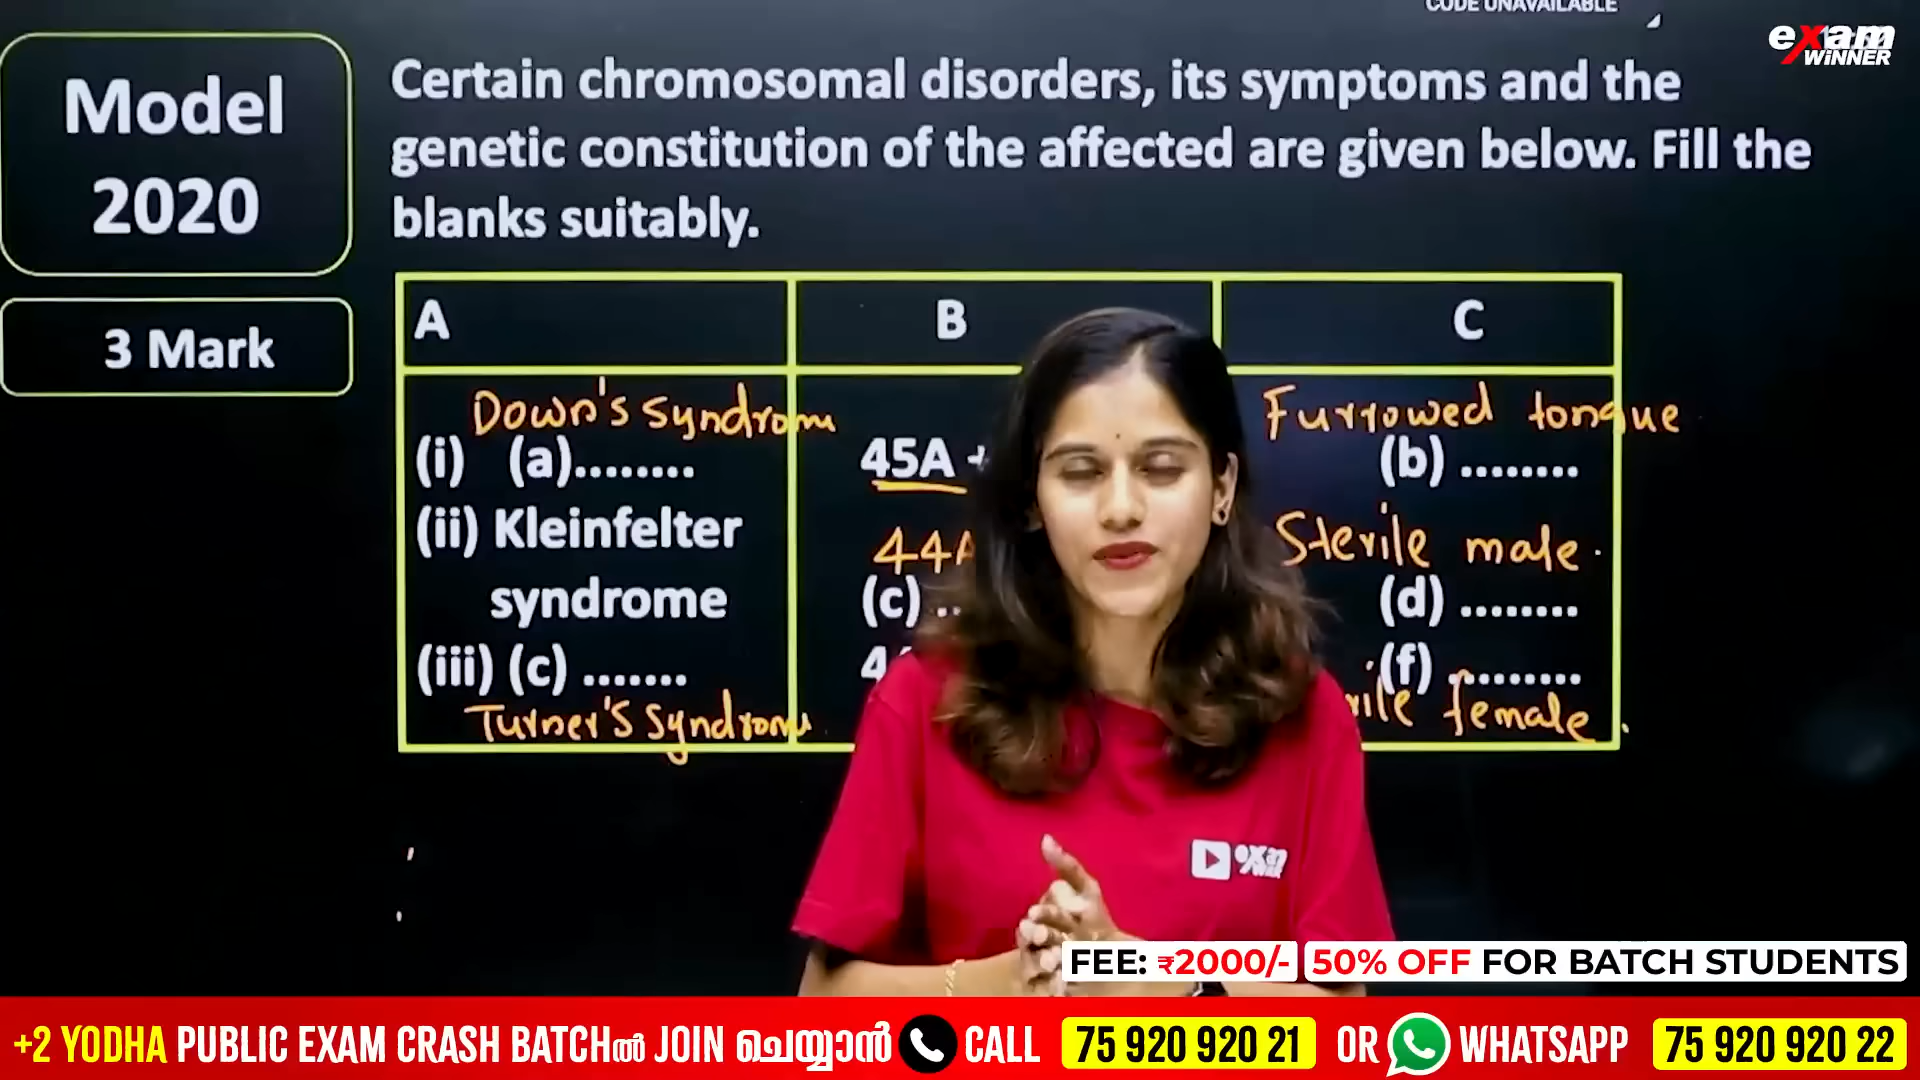 CODE UNAVAILABLE
exam
WiNNER
Model
2020
3 Mark
Certain chromosomal disorders, its symptoms and the
genetic constitution of the affected are given below. Fill the
blanks suitably.
A B C
Down's syndrom Furrowed tongue
(i) (a)........ 45A + (b) ........
(ii) Kleinfelter 44A Sterile male.
syndrome (c) .. (d) ........
(iii) (c) ....... (f) .........
Turner's syndrome female.
FEE: ₹2000/- 50% OFF FOR BATCH STUDENTS
+2 YODHA PUBLIC EXAM CRASH BATCHൽ JOIN ചെയ്യാൻ CALL 75 920 920 21 OR WHATSAPP 75 920 920 22